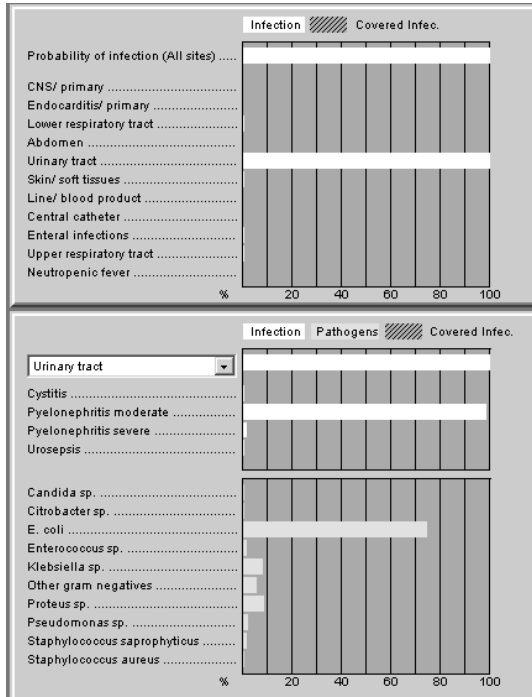 Infection Covered Infec.
Probability of infection (All sites) .....
CNS/ primary ..............................
Endocarditis/ primary ....................
Lower respiratory tract ..................
Abdomen ...................................
Urinary tract ...............................
Skin/ soft tissues ........................
Line/ blood product ......................
Central catheter ..........................
Enteral infections ........................
Upper respiratory tract ..................
Neutropenic fever ........................
% 20 40 60 80 100
Infection Pathogens Covered Infec.
Urinary tract
Cystitis ......................................
Pyelonephritis moderate ................
Pyelonephritis severe ...................
Urosepsis ..................................
Candida sp. ................................
Citrobacter sp. ............................
E. coli .......................................
Enterococcus sp. .........................
Klebsiella sp. ..............................
Other gram negatives ...................
Proteus sp. ................................
Pseudomonas sp. ........................
Staphylococcus saprophyticus .......
Staphylococcus aureus .................
% 20 40 60 80 100